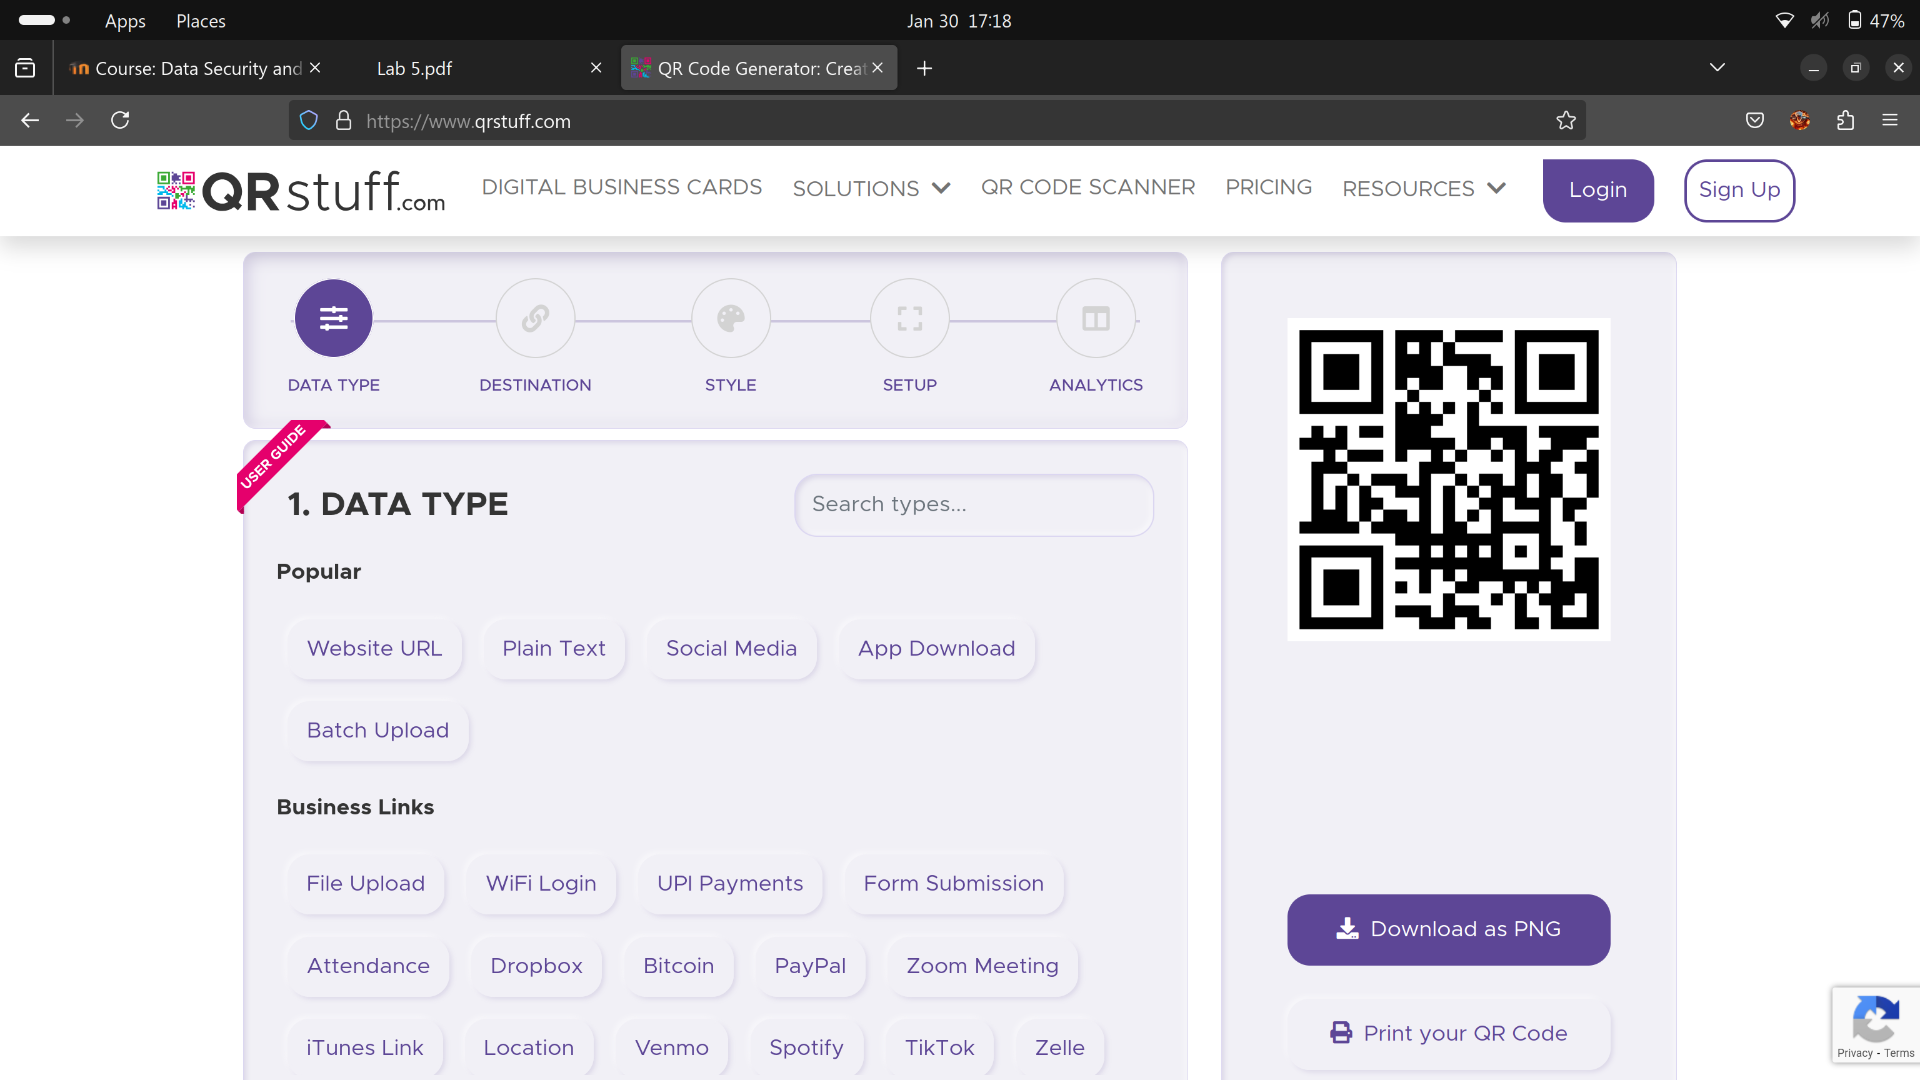 Apps Places Jan 30 17:18 47%
Course: Data Security and Lab 5.pdf QR Code Generator: Crea
https://www.qrstuff.com
QRstuff.com DIGITAL BUSINESS CARDS SOLUTIONS QR CODE SCANNER PRICING RESOURCES Login Sign Up
DATA TYPE DESTINATION STYLE SETUP ANALYTICS
USER GUIDE
1. DATA TYPE Search types...
Popular
Website URL Plain Text Social Media App Download
Batch Upload
Business Links
File Upload WiFi Login UPI Payments Form Submission
Attendance Dropbox Bitcoin PayPal Zoom Meeting
iTunes Link Location Venmo Spotify TikTok Zelle
Download as PNG
Print your QR Code
Privacy - Terms